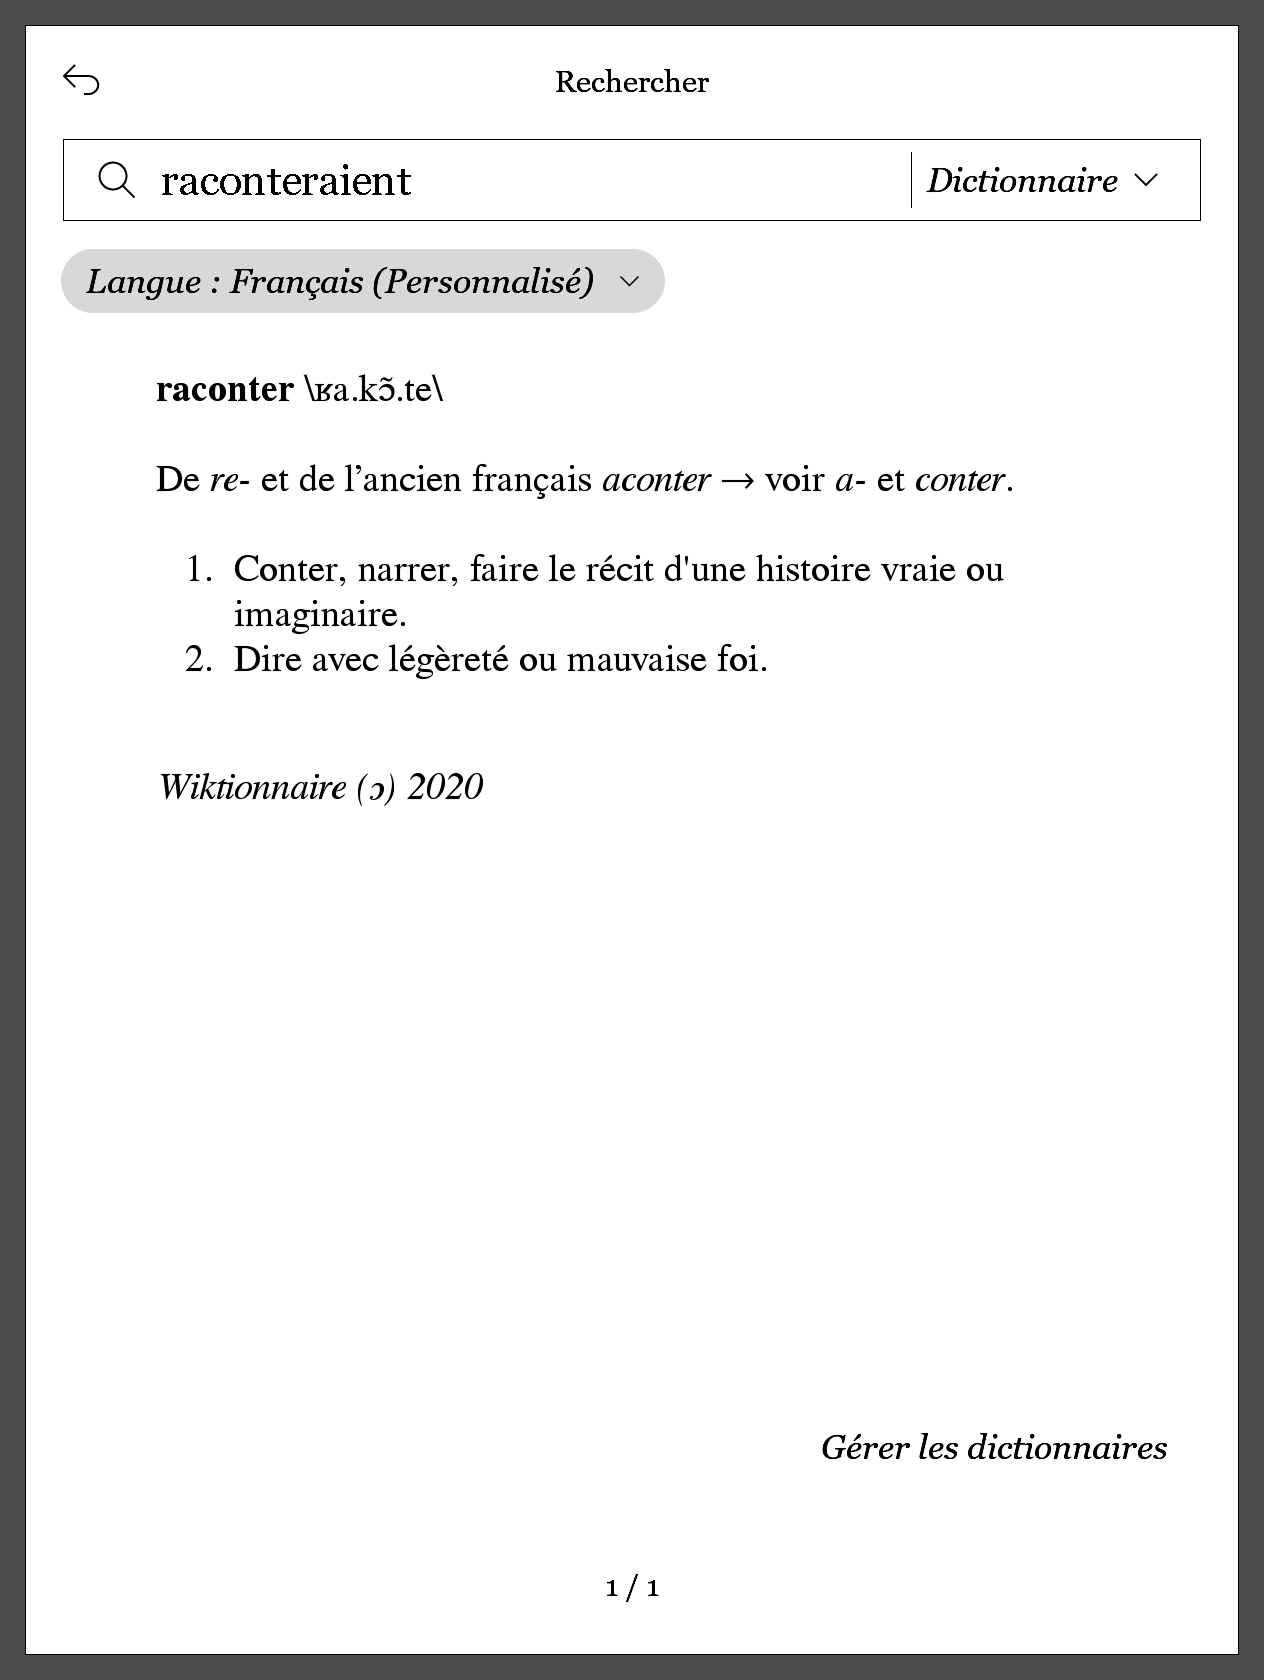 Rechercher
raconteraient
Dictionnaire
Langue : Français (Personnalisé)
raconter \ʁa.kɔ̃.te\
De re- et de l’ancien français aconter → voir a- et conter.
1. Conter, narrer, faire le récit d'une histoire vraie ou
imaginaire.
2. Dire avec légèreté ou mauvaise foi.
Wiktionnaire (ɔ) 2020
Gérer les dictionnaires
1 / 1